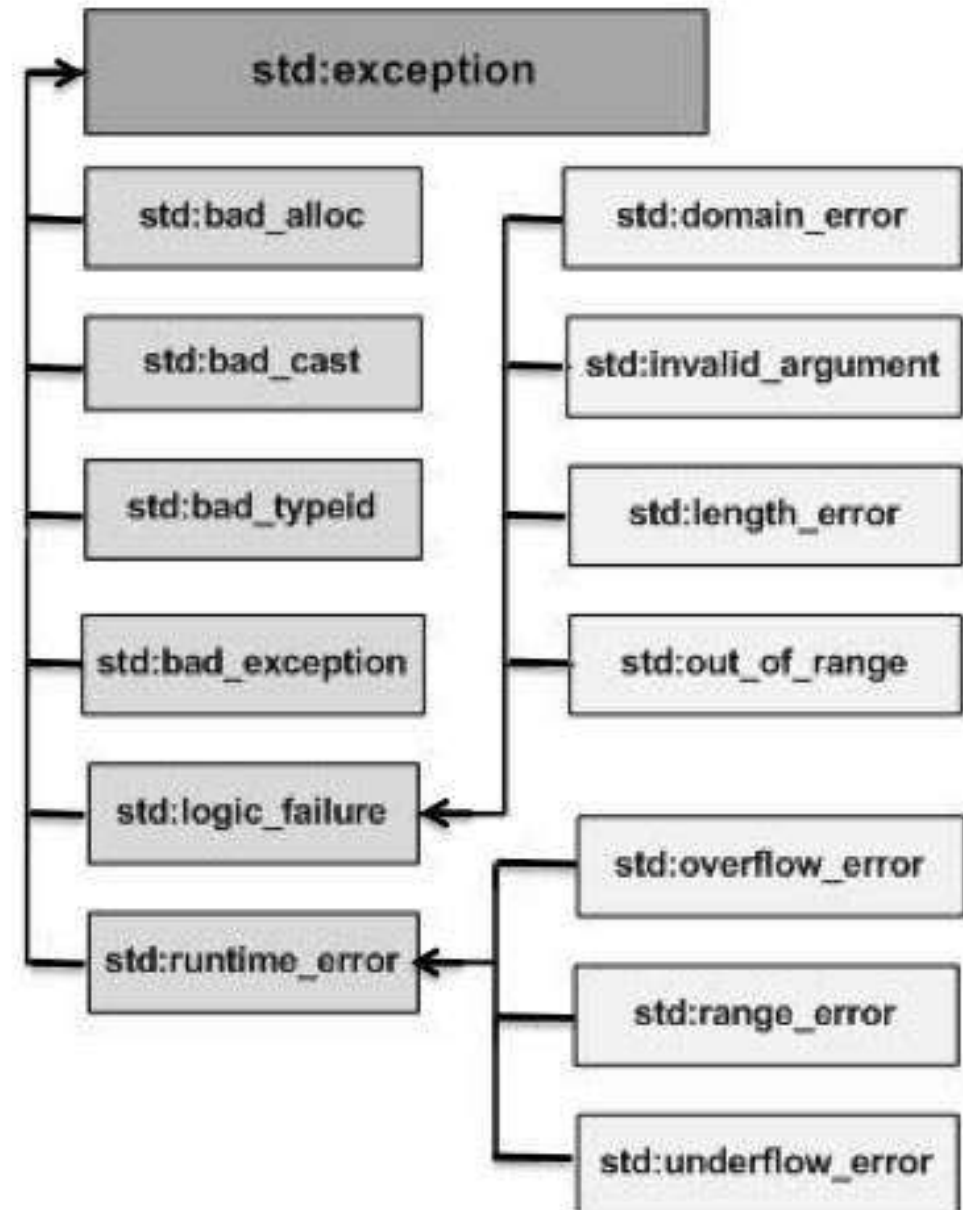 std:exception
std:bad_alloc
std:bad_cast
std:bad_typeid
std:bad_exception
std:logic_failure
std:runtime_error
std:domain_error
std:invalid_argument
std:length_error
std:out_of_range
std:overflow_error
std:range_error
std:underflow_error